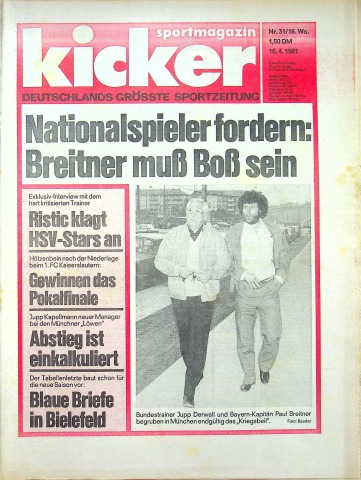 sportmagazin
kicker
DEUTSCHLANDS GRÖSSTE SPORTZEITUNG
Nr. 31/16. Wo.
1,50 DM
16. 4. 1981
Nationalspieler fordern:
Breitner muß Boß sein
Exklusiv-Interview mit dem
hart kritisierten Trainer
Ristic klagt
HSV-Stars an
Hölzenbein nach der Niederlage
beim 1. FC Kaiserslautern:
Gewinnen das
Pokalfinale
Jupp Kapellmann neuer Manager
bei den Münchner „Löwen“
Abstieg ist
einkalkuliert
Der Tabellenletzte baut schon für
die neue Saison vor:
Blaue Briefe
in Bielefeld
Bundestrainer Jupp Derwall und Bayern-Kapitän Paul Breitner
begruben in München endgültig das „Kriegsbeil“.
Foto: Baader